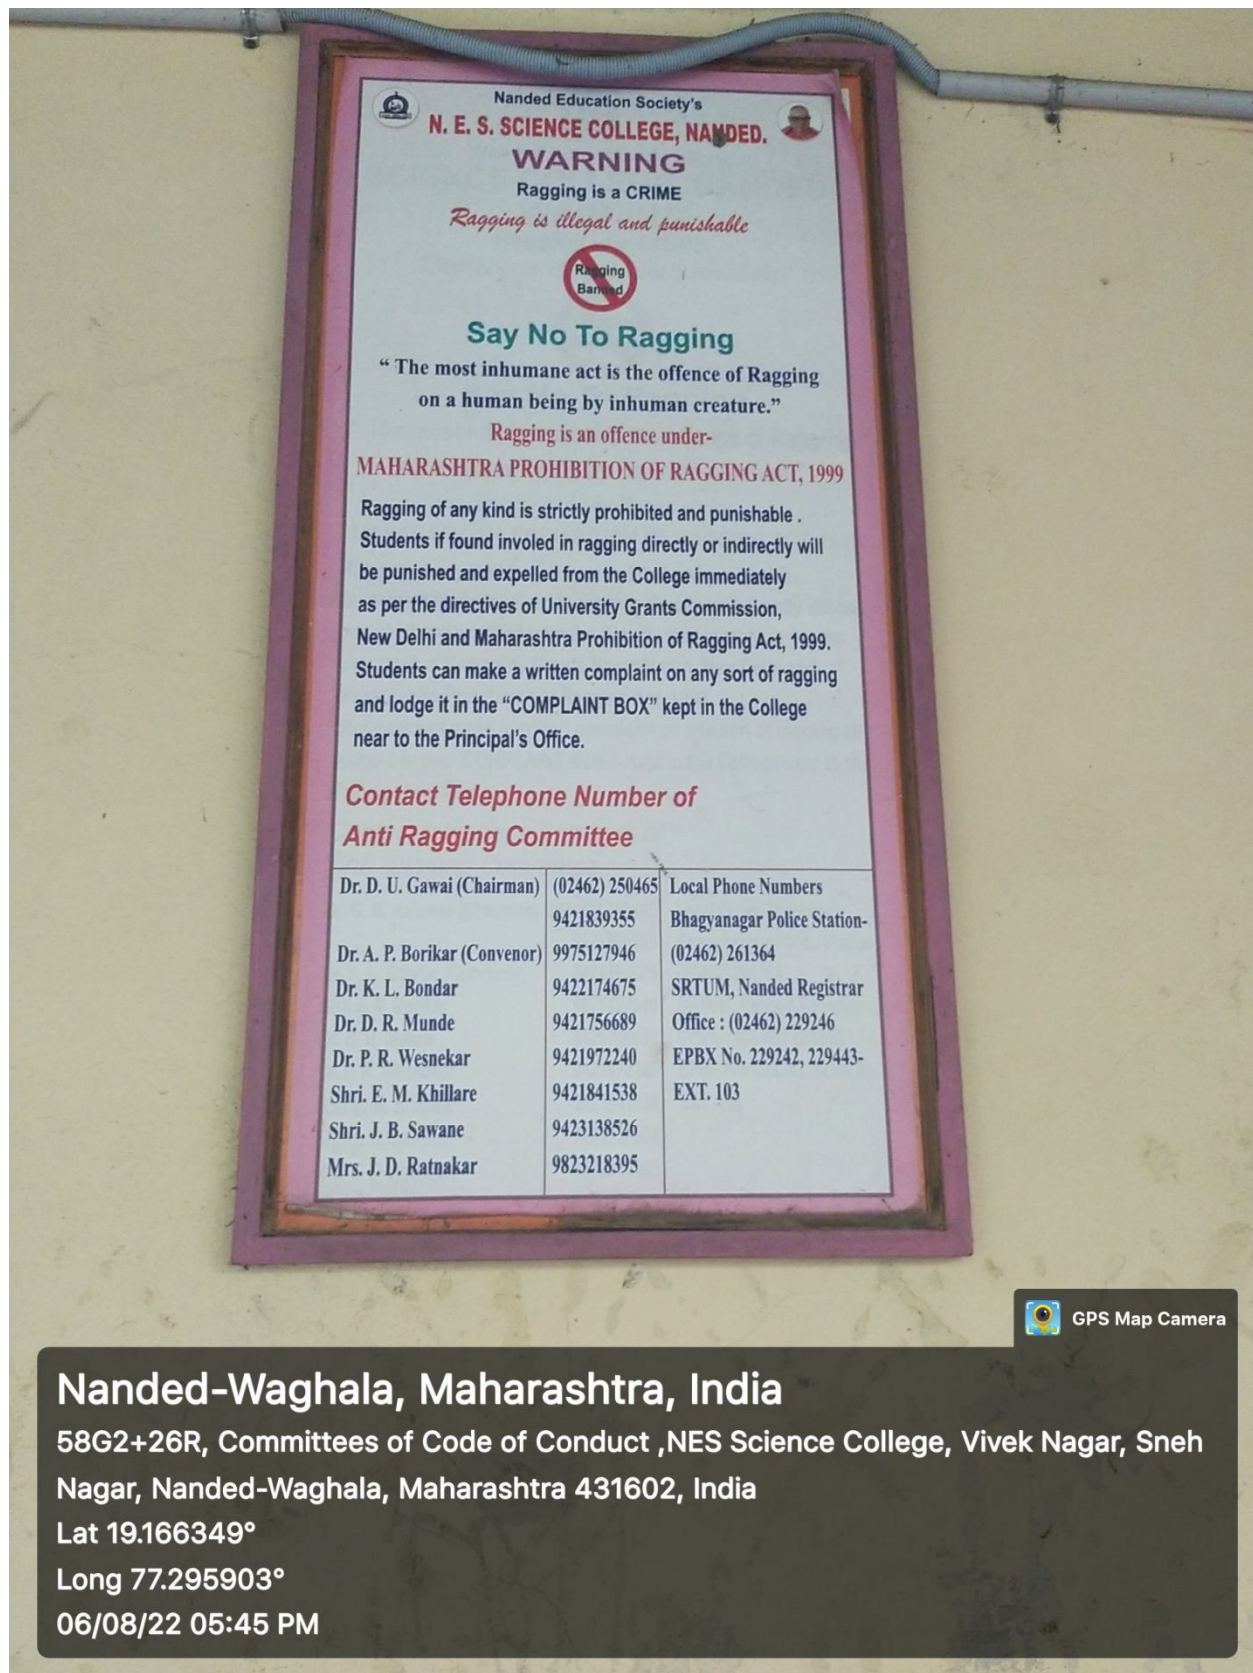 Nanded Education Society's
N. E. S. SCIENCE COLLEGE, NANDED.
WARNING
Ragging is a CRIME
Ragging is illegal and punishable
Ragging
Banned
Say No To Ragging
“ The most inhumane act is the offence of Ragging
on a human being by inhuman creature.”
Ragging is an offence under-
MAHARASHTRA PROHIBITION OF RAGGING ACT, 1999
Ragging of any kind is strictly prohibited and punishable .
Students if found involed in ragging directly or indirectly will
be punished and expelled from the College immediately
as per the directives of University Grants Commission,
New Delhi and Maharashtra Prohibition of Ragging Act, 1999.
Students can make a written complaint on any sort of ragging
and lodge it in the “COMPLAINT BOX” kept in the College
near to the Principal's Office.
Contact Telephone Number of
Anti Ragging Committee
Dr. D. U. Gawai (Chairman) (02462) 250465 Local Phone Numbers
9421839355 Bhagyanagar Police Station-
Dr. A. P. Borikar (Convenor) 9975127946 (02462) 261364
Dr. K. L. Bondar 9422174675 SRTUM, Nanded Registrar
Dr. D. R. Munde 9421756689 Office : (02462) 229246
Dr. P. R. Wesnekar 9421972240 EPBX No. 229242, 229443-
Shri. E. M. Khillare 9421841538 EXT. 103
Shri. J. B. Sawane 9423138526
Mrs. J. D. Ratnakar 9823218395
GPS Map Camera
Nanded-Waghala, Maharashtra, India
58G2+26R, Committees of Code of Conduct ,NES Science College, Vivek Nagar, Sneh
Nagar, Nanded-Waghala, Maharashtra 431602, India
Lat 19.166349°
Long 77.295903°
06/08/22 05:45 PM